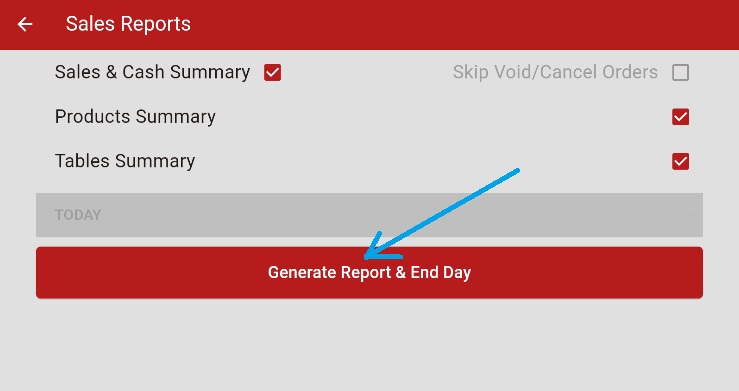 Sales Reports
Sales & Cash Summary Skip Void/Cancel Orders
Products Summary
Tables Summary
TODAY
Generate Report & End Day